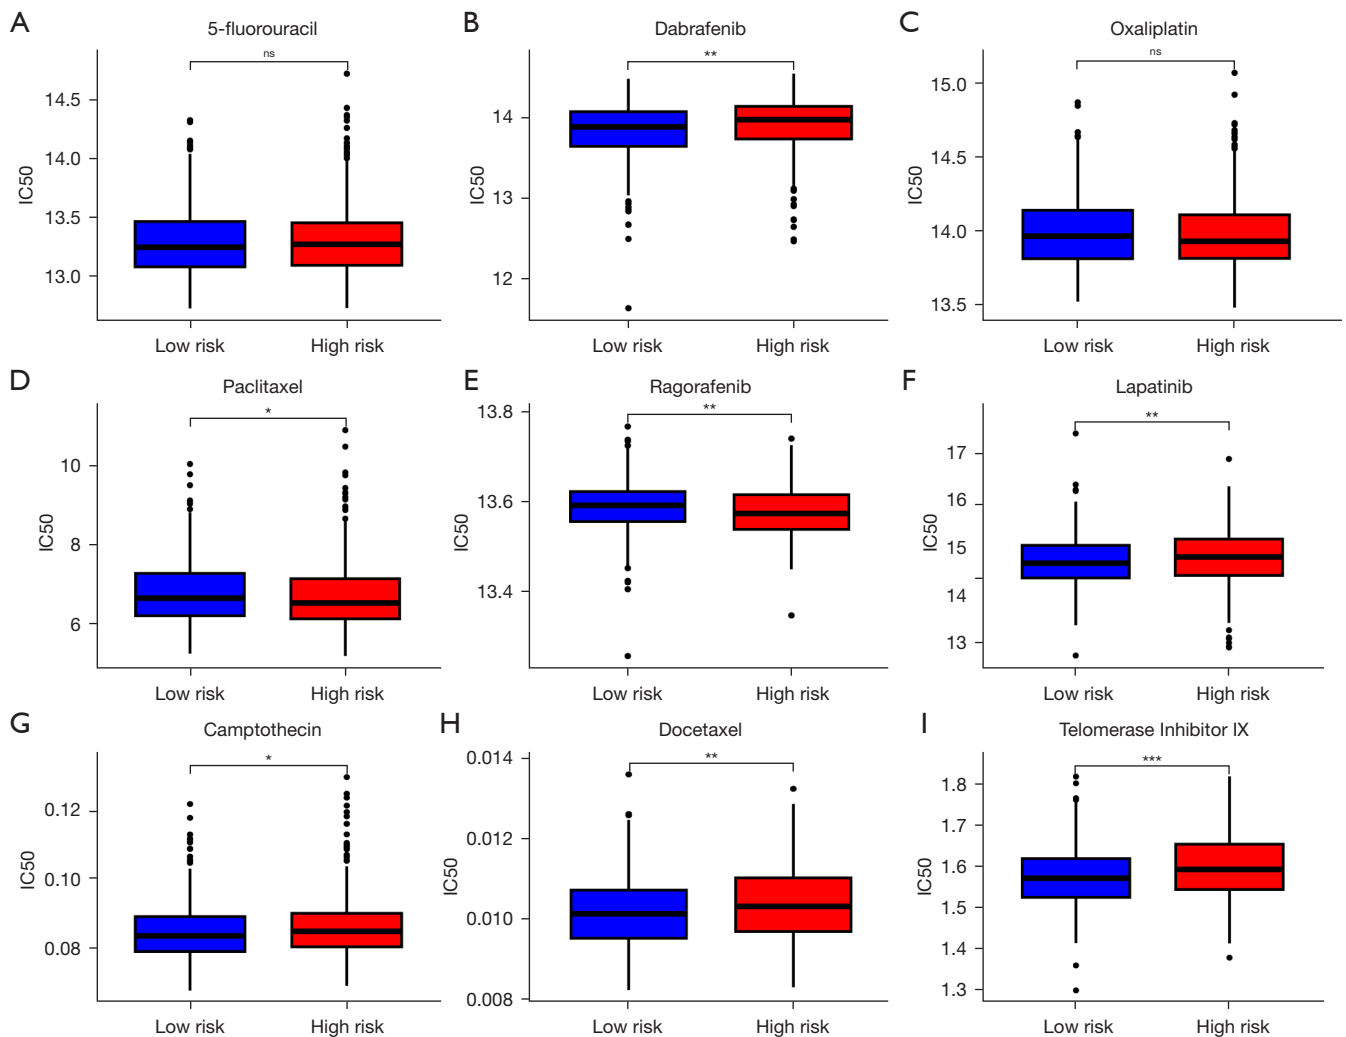 A
5-fluorouracil
ns
IC50
14.5
14.0
13.5
13.0
Low risk
High risk
B
Dabrafenib
**
IC50
14
13
12
Low risk
High risk
C
Oxaliplatin
ns
IC50
15.0
14.5
14.0
13.5
Low risk
High risk
D
Paclitaxel
*
IC50
10
8
6
Low risk
High risk
E
Ragorafenib
**
IC50
13.8
13.6
13.4
Low risk
High risk
F
Lapatinib
**
IC50
17
16
15
14
13
Low risk
High risk
G
Camptothecin
*
IC50
0.12
0.10
0.08
Low risk
High risk
H
Docetaxel
**
IC50
0.014
0.012
0.010
0.008
Low risk
High risk
I
Telomerase Inhibitor IX
***
IC50
1.8
1.7
1.6
1.5
1.4
1.3
Low risk
High risk